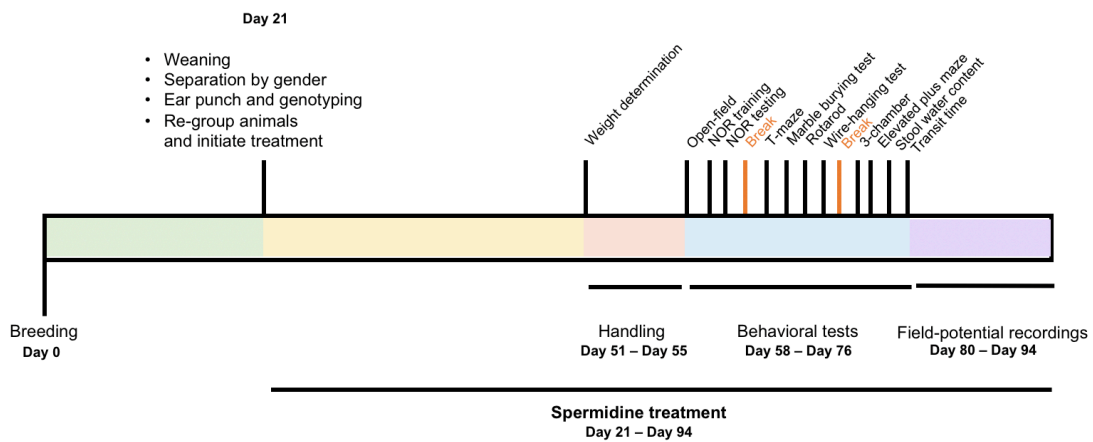 Day 21
• Weaning
• Separation by gender
• Ear punch and genotyping
• Re-group animals
and initiate treatment
Weight determination
Open-field
NOR training
NOR testing
Break
T-maze
Marble burying test
Rotarod
Wire-hanging test
Break
3-chamber
Elevated plus maze
Stool water content
Transit time
Breeding
Day 0
Handling
Day 51 – Day 55
Behavioral tests
Day 58 – Day 76
Field-potential recordings
Day 80 – Day 94
Spermidine treatment
Day 21 – Day 94